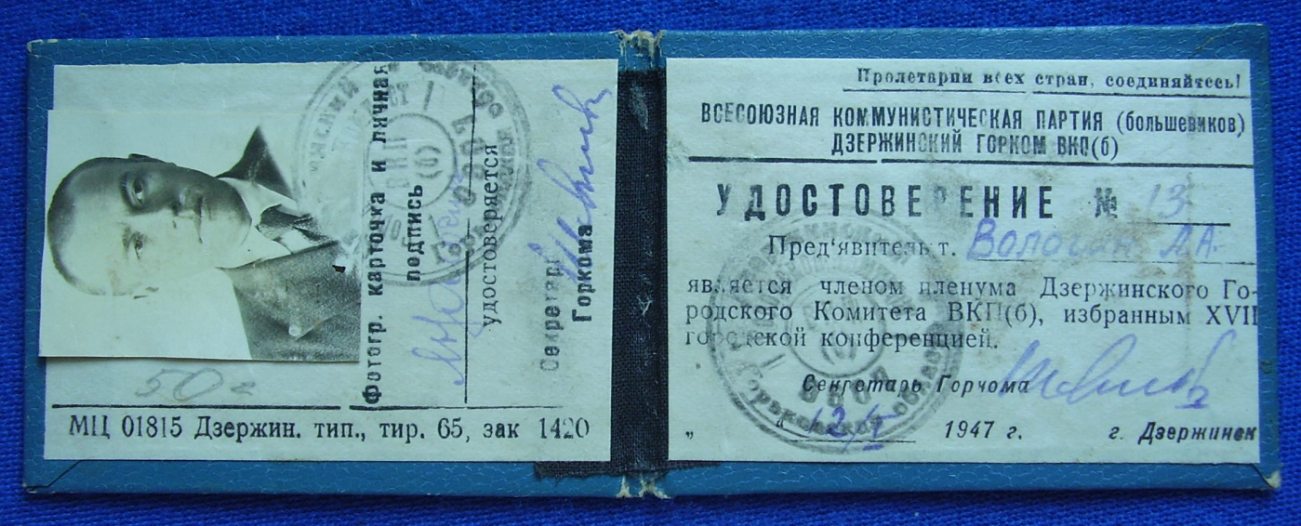 Фотогр. карточка и личная
подпись
удостоверяется
Секретарь
Горкома
50 г
МЦ 01815 Дзержин. тип., тир. 65, зак 1420
Пролетарии всех стран, соединяйтесь!
ВСЕСОЮЗНАЯ КОММУНИСТИЧЕСКАЯ ПАРТИЯ (большевиков)
ДЗЕРЖИНСКИЙ ГОРКОМ ВКП(б)
УДОСТОВЕРЕНИЕ № 13
Пред'явитель т. Волосин
является членом пленума Дзержинского Го-
родского Комитета ВКП(б), избранным XVII
городской конференцией.
Секретарь Горкома
" 1947 г. г. Дзержинск